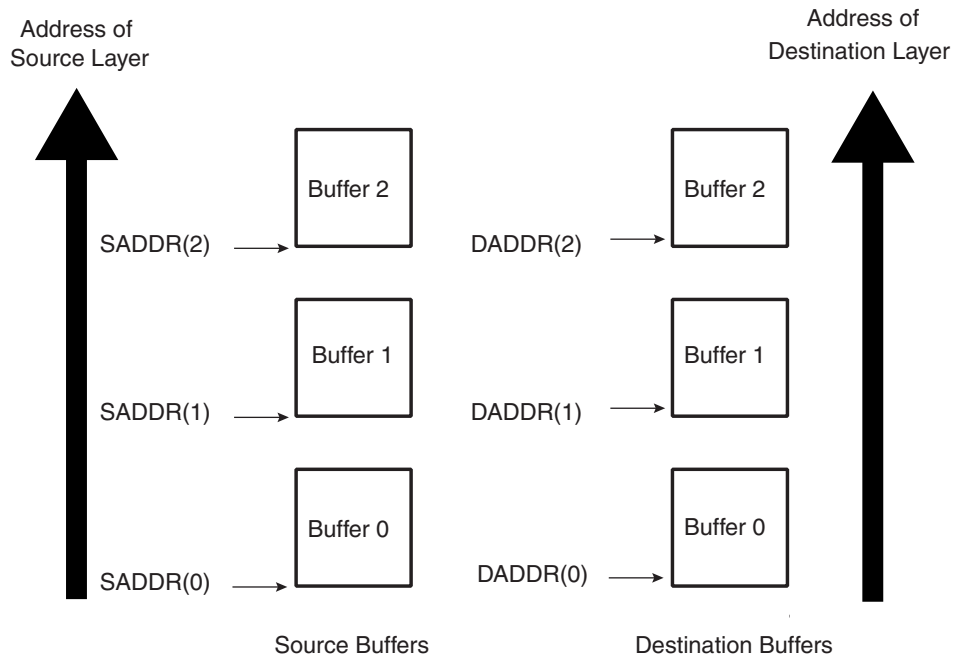 Address of
Source Layer
Address of
Destination Layer
Buffer 2
Buffer 2
SADDR(2)
DADDR(2)
Buffer 1
Buffer 1
SADDR(1)
DADDR(1)
Buffer 0
Buffer 0
SADDR(0)
DADDR(0)
Source Buffers
Destination Buffers